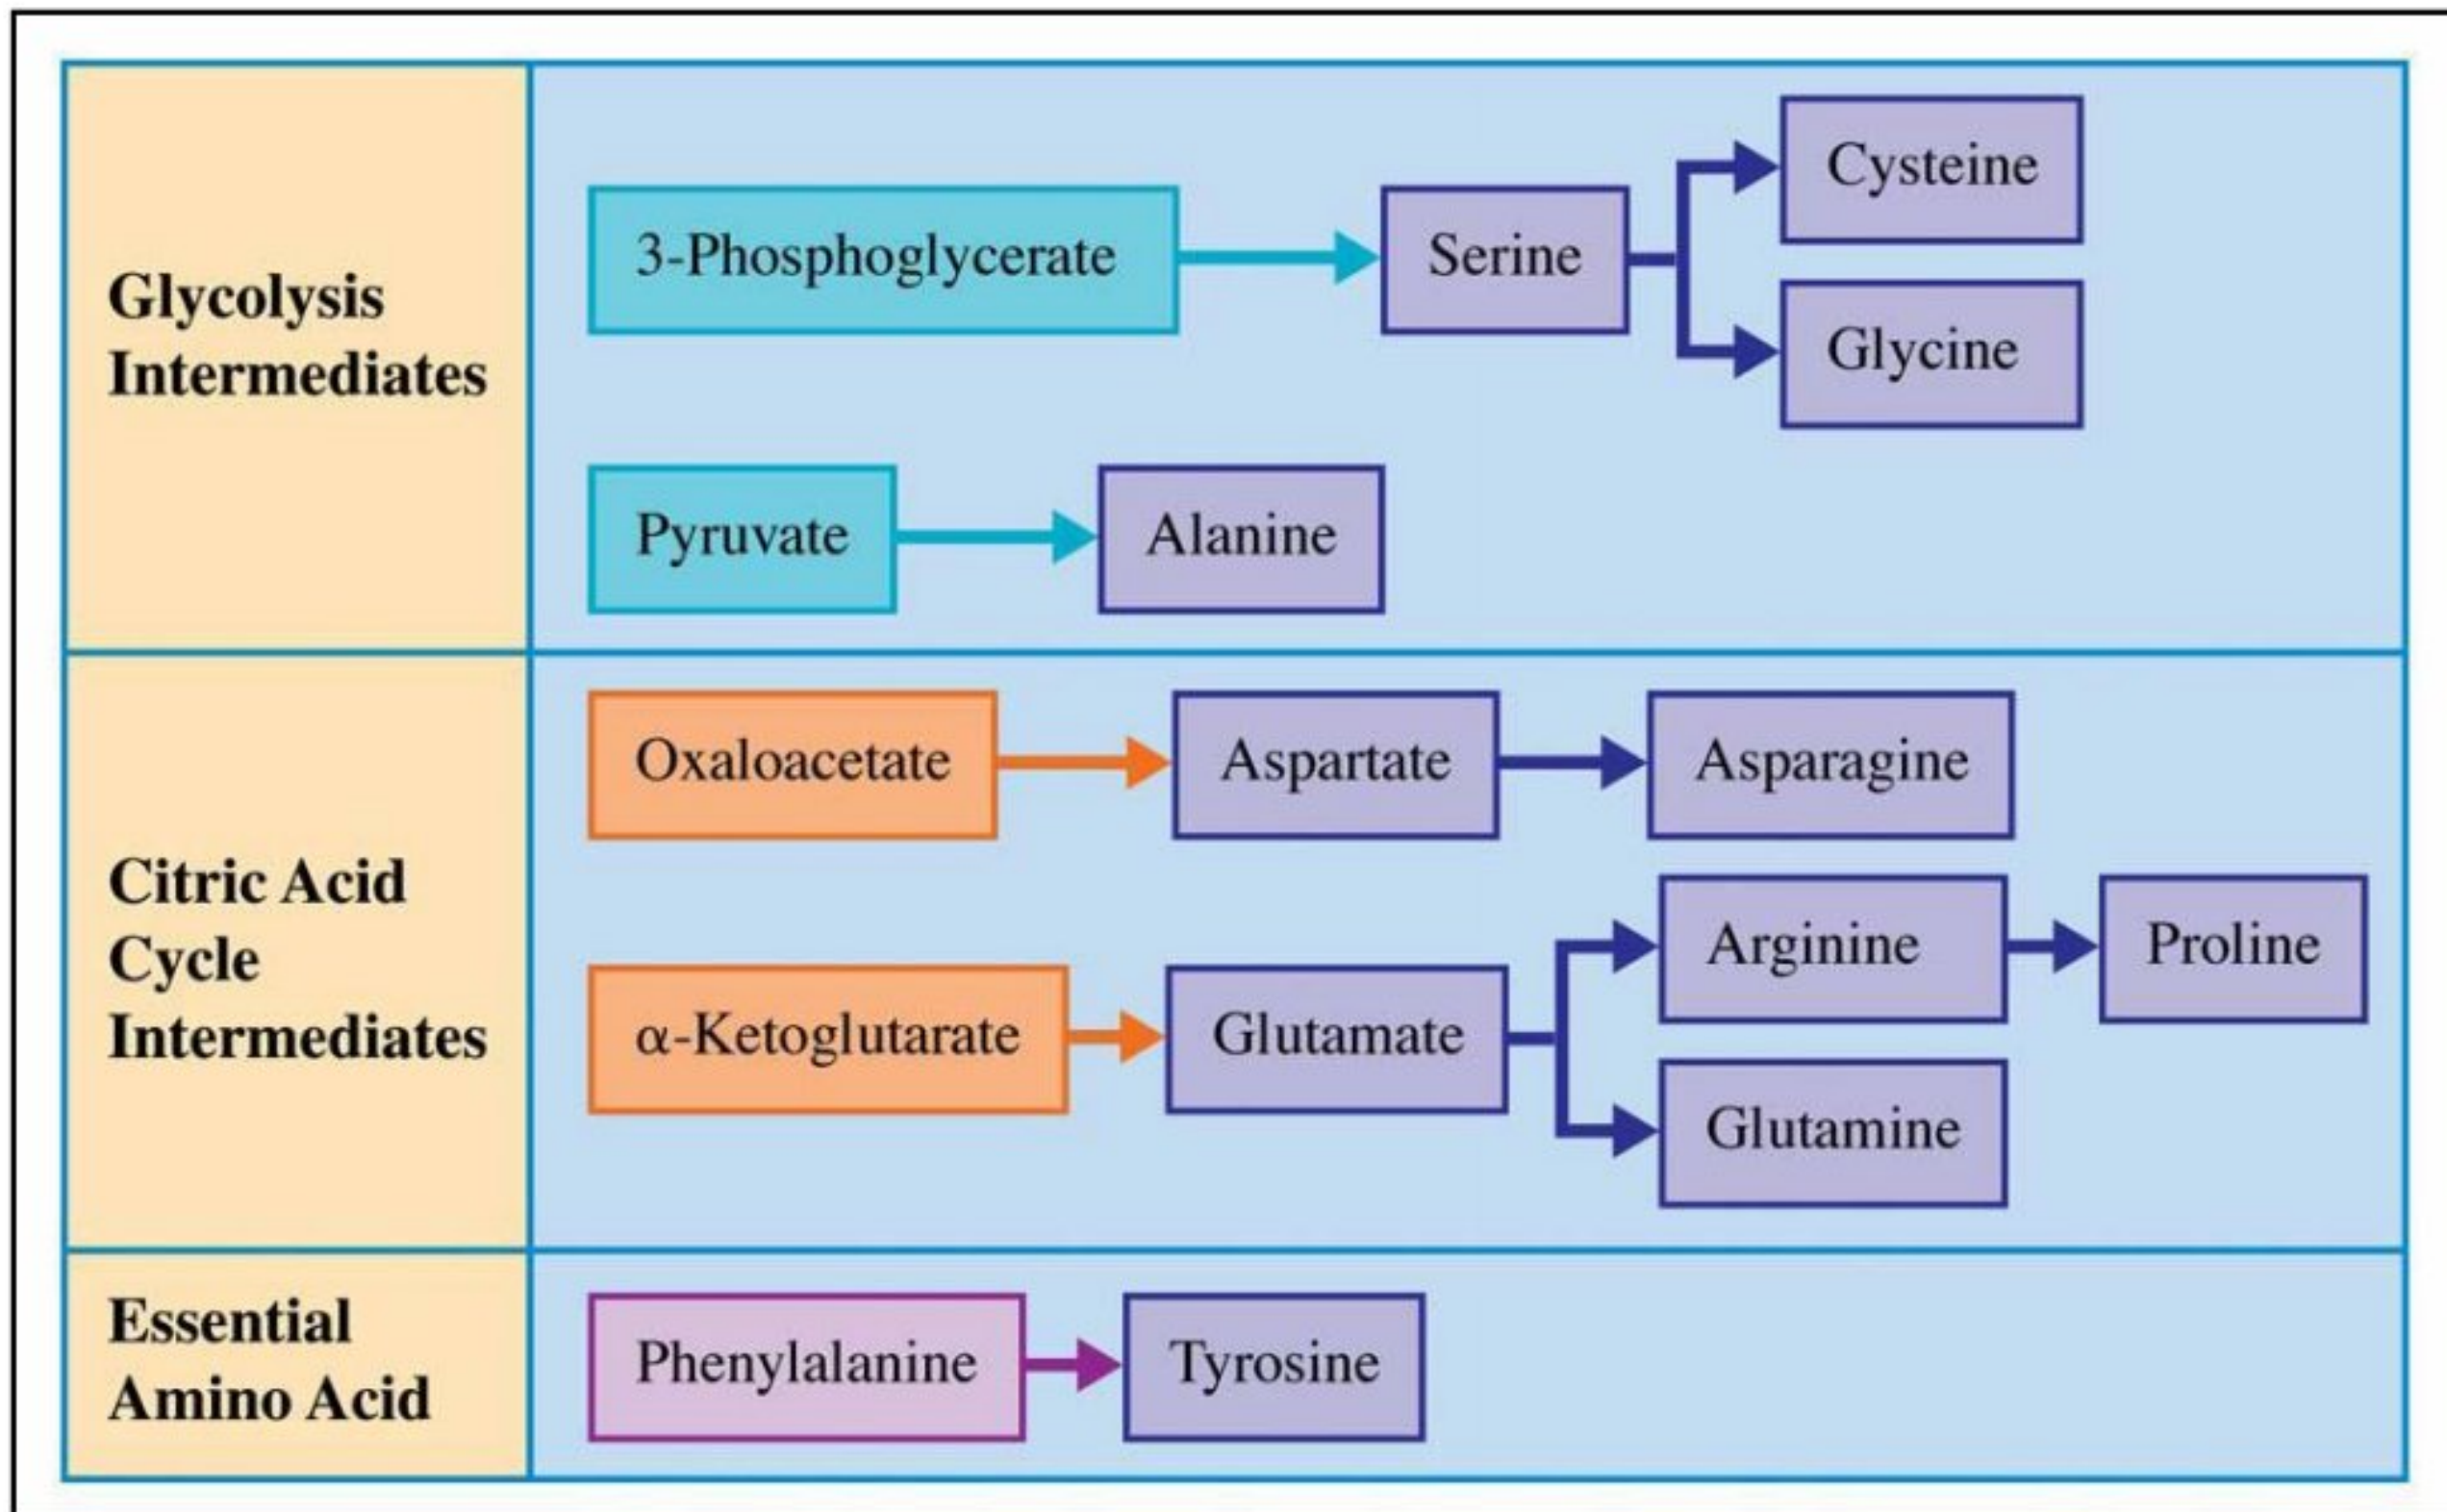 Glycolysis
Intermediates
3-Phosphoglycerate
Serine
Cysteine
Glycine
Pyruvate
Alanine
Citric Acid
Cycle
Intermediates
Oxaloacetate
Aspartate
Asparagine
α-Ketoglutarate
Glutamate
Arginine
Proline
Glutamine
Essential
Amino Acid
Phenylalanine
Tyrosine